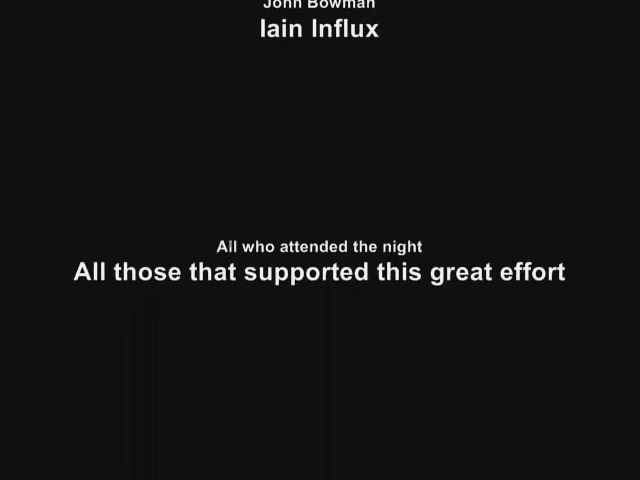 John Bowman
Iain Influx
All who attended the night
All those that supported this great effort